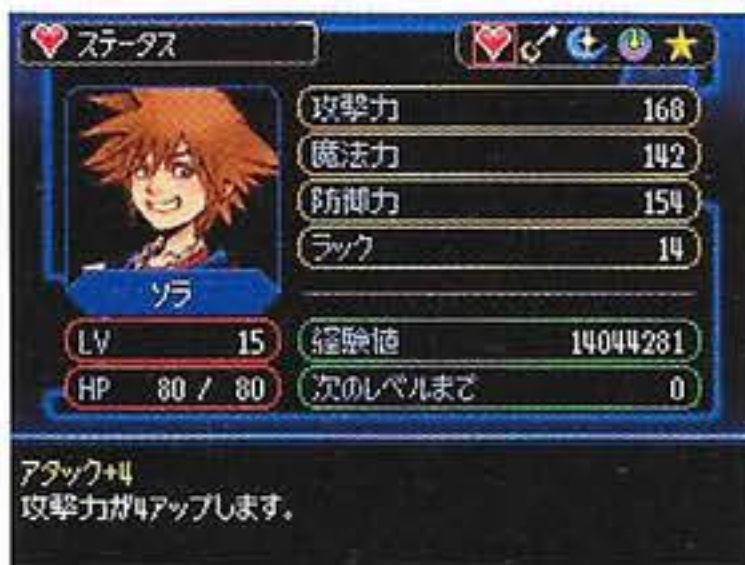 ステータス
攻撃力 168
魔法力 142
防御力 154
ラック 14
ソラ
LV 15
経験値 14044281
HP 80 / 80
次のレベルまで 0
アタック+4
攻撃力が4アップします。